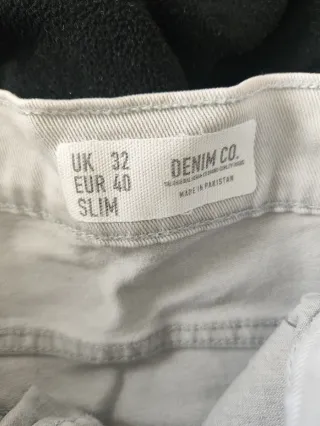 UK 32
EUR 40
SLIM
DENIM CO.
MADE IN PAKISTAN